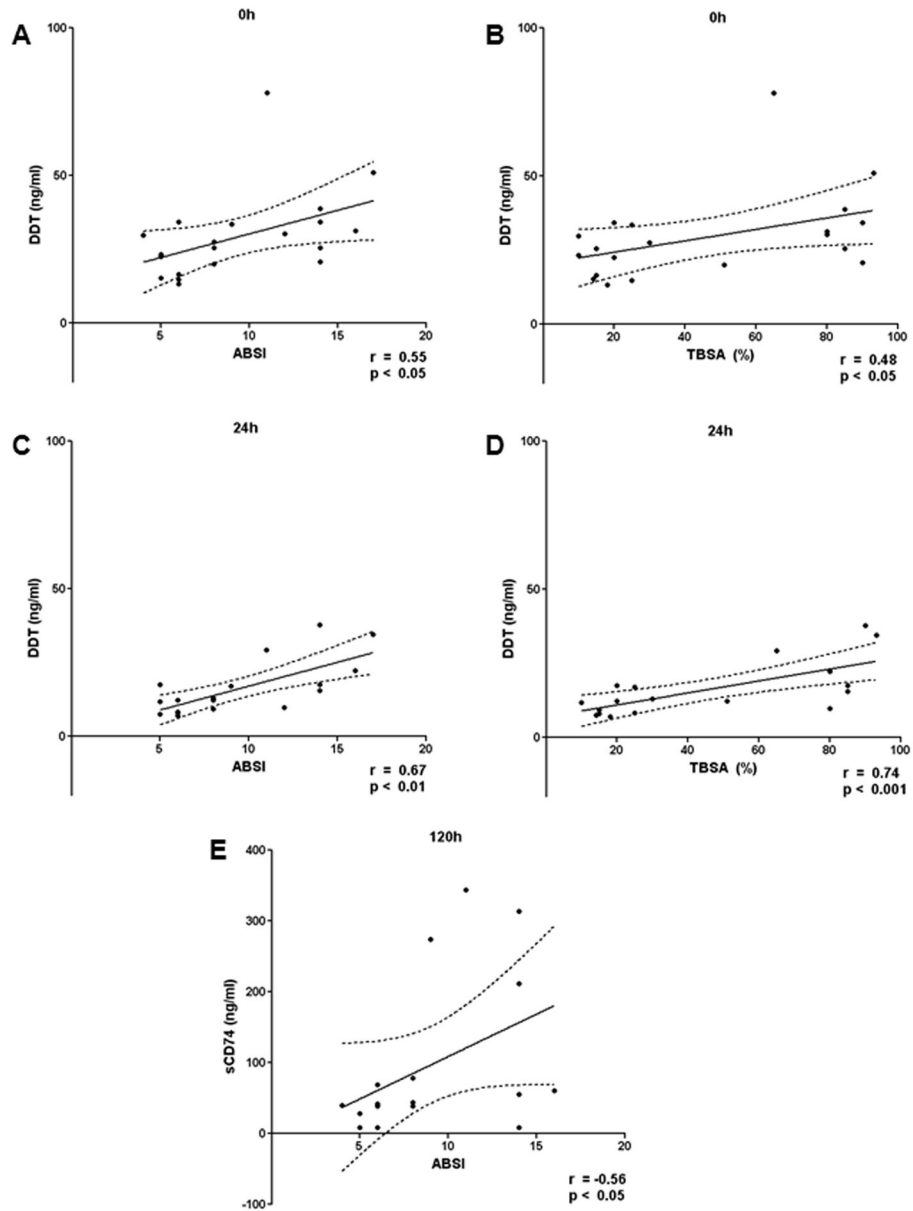 A
0h
100
50
0
DDT (ng/ml)
5
10
15
20
ABSI
r = 0.55
p < 0.05
B
0h
100
50
0
DDT (ng/ml)
20
40
60
80
100
TBSA (%)
r = 0.48
p < 0.05
C
24h
100
50
0
DDT (ng/ml)
5
10
15
20
ABSI
r = 0.67
p < 0.01
D
24h
100
50
0
DDT (ng/ml)
20
40
60
80
100
TBSA (%)
r = 0.74
p < 0.001
E
120h
400
300
200
100
0
-100
sCD74 (ng/ml)
5
10
15
20
ABSI
r = -0.56
p < 0.05